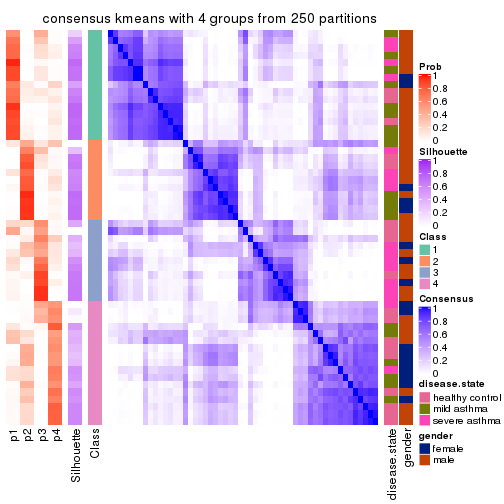 consensus kmeans with 4 groups from 250 partitions
p1
p2
p3
p4
Silhouette
Class
disease.state
gender
Prob
1
0.8
0.6
0.4
0.2
0
Silhouette
1
0.8
0.6
0.4
0.2
0
Class
1
2
3
4
Consensus
1
0.8
0.6
0.4
0.2
0
disease.state
healthy control
mild asthma
severe asthma
gender
female
male